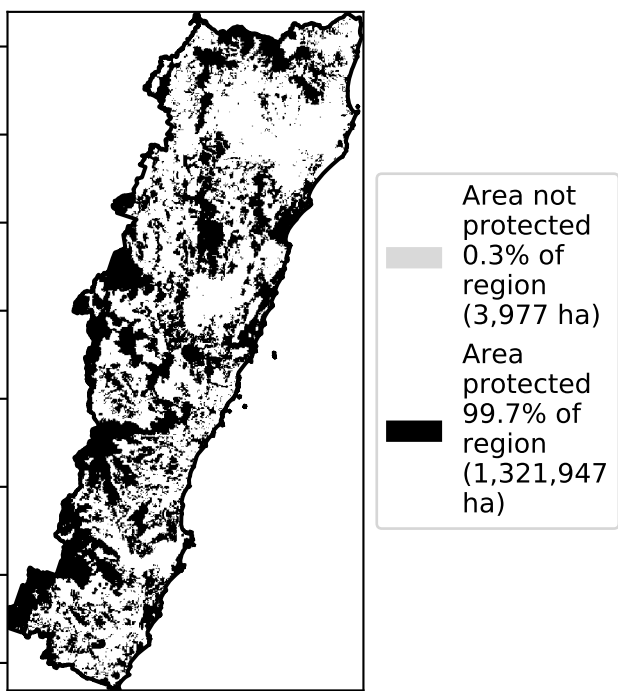 Area not
protected
0.3% of
region
(3,977 ha)
Area
protected
99.7% of
region
(1,321,947
ha)